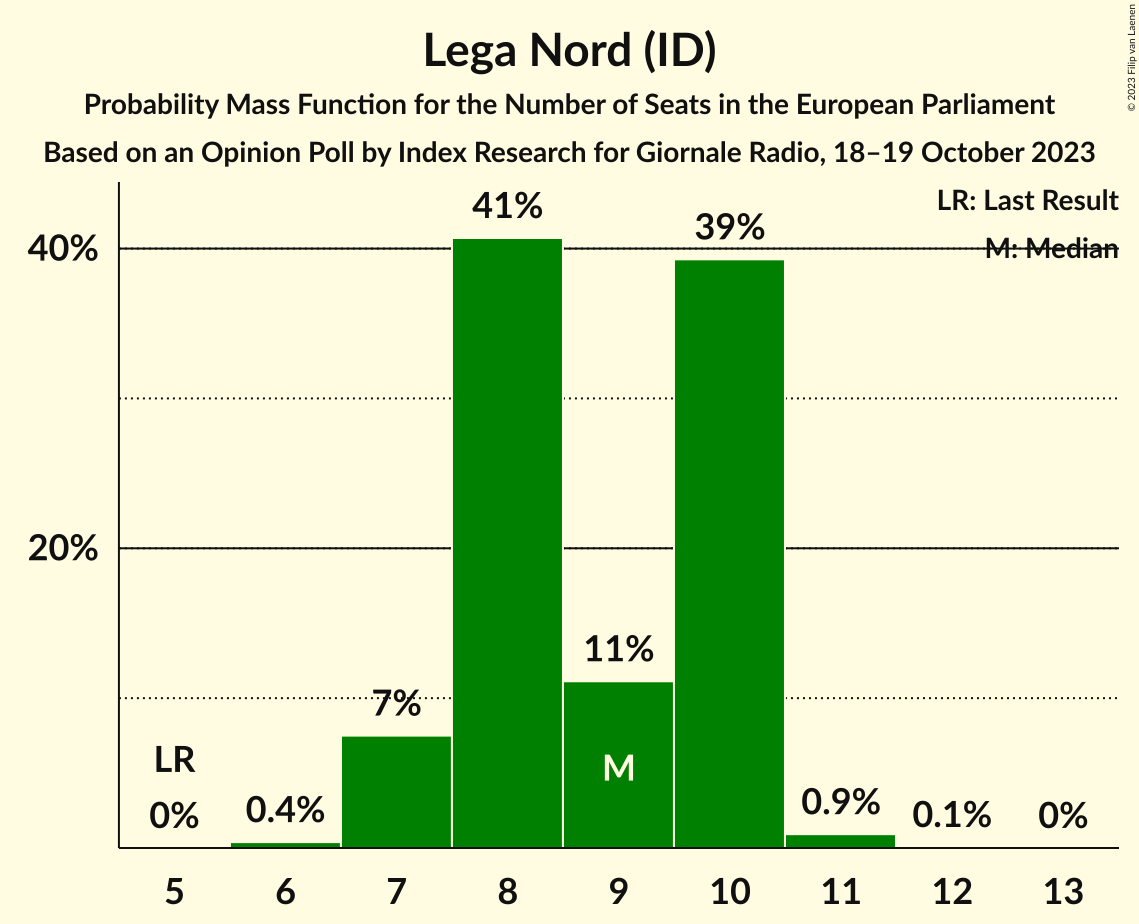 Lega Nord (ID)
Probability Mass Function for the Number of Seats in the European Parliament
Based on an Opinion Poll by Index Research for Giornale Radio, 18–19 October 2023
© 2023 Filip van Laenen
LR: Last Result
M: Median
41%
39%
40%
20%
11%
7%
M
LR
0%
0.4%
0.9%
0.1%
0%
5 6 7 8 9 10 11 12 13